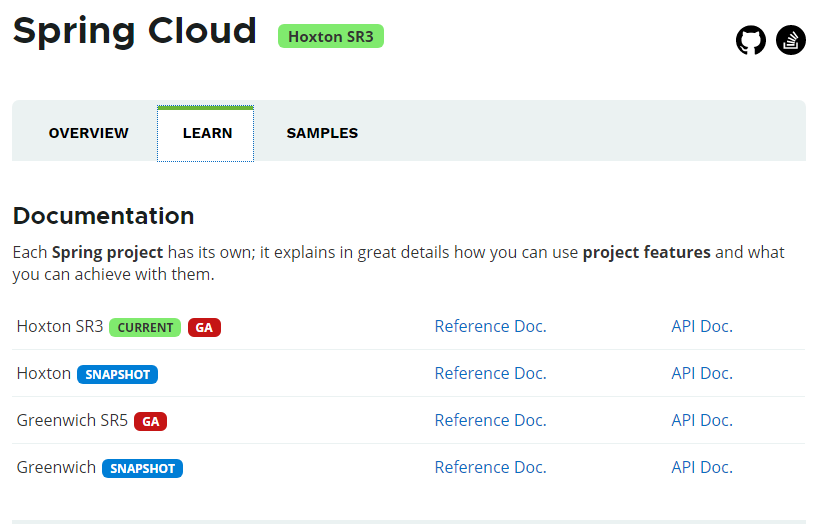 Spring Cloud Hoxton SR3
OVERVIEW LEARN SAMPLES
Documentation
Each Spring project has its own; it explains in great details how you can use project features and what
you can achieve with them.
Hoxton SR3 CURRENT GA Reference Doc. API Doc.
Hoxton SNAPSHOT Reference Doc. API Doc.
Greenwich SR5 GA Reference Doc. API Doc.
Greenwich SNAPSHOT Reference Doc. API Doc.